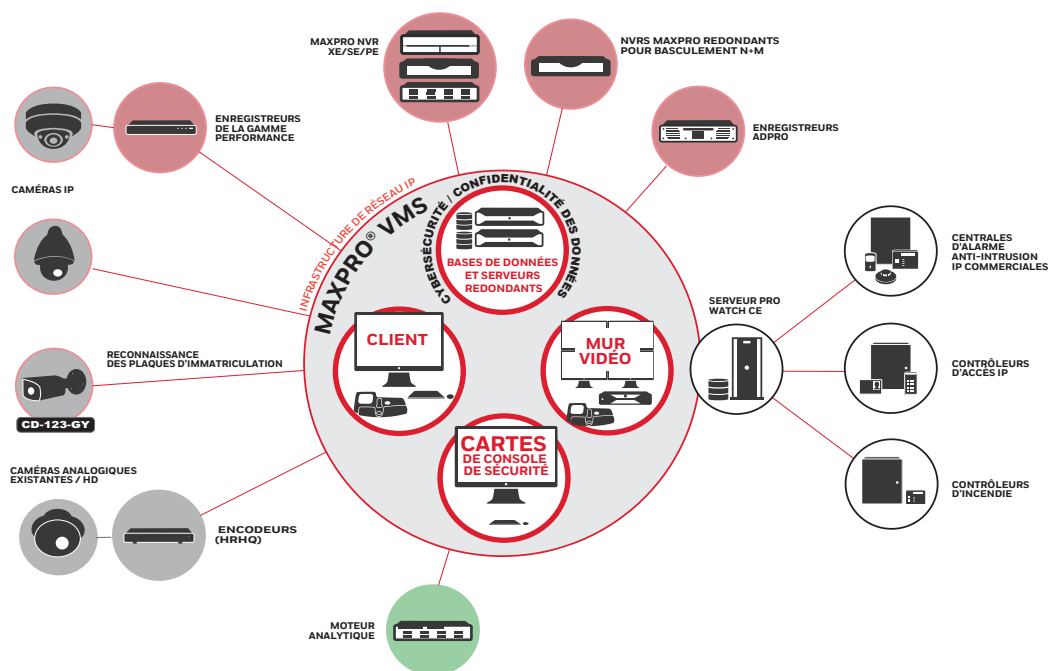 MAXPRO NVR
XE/SE/PE
NVRS MAXPRO REDONDANTS
POUR BASCULEMENT N+M
ENREGISTREURS
DE LA GAMME
PERFORMANCE
ENREGISTREURS
ADPRO
CAMÉRAS IP
INFRASTRUCTURE DE RÉSEAU IP
MAXPRO® VMS
CYBERSÉCURITÉ / CONFIDENTIALITÉ DES DONNÉES
BASES DE DONNÉES
ET SERVEURS
REDONDANTS
CENTRALES
D'ALARME
ANTI-INTRUSION
IP COMMERCIALES
SERVEUR PRO
WATCH CE
CLIENT
MUR
VIDÉO
RECONNAISSANCE
DES PLAQUES D'IMMATRICULATION
CD-123-GY
CONTRÔLEURS
D'ACCÈS IP
CARTES
DE CONSOLE
DE SÉCURITÉ
CAMÉRAS ANALOGIQUES
EXISTANTES / HD
ENCODEURS
(HRHQ)
CONTRÔLEURS
D'INCENDIE
MOTEUR
ANALYTIQUE